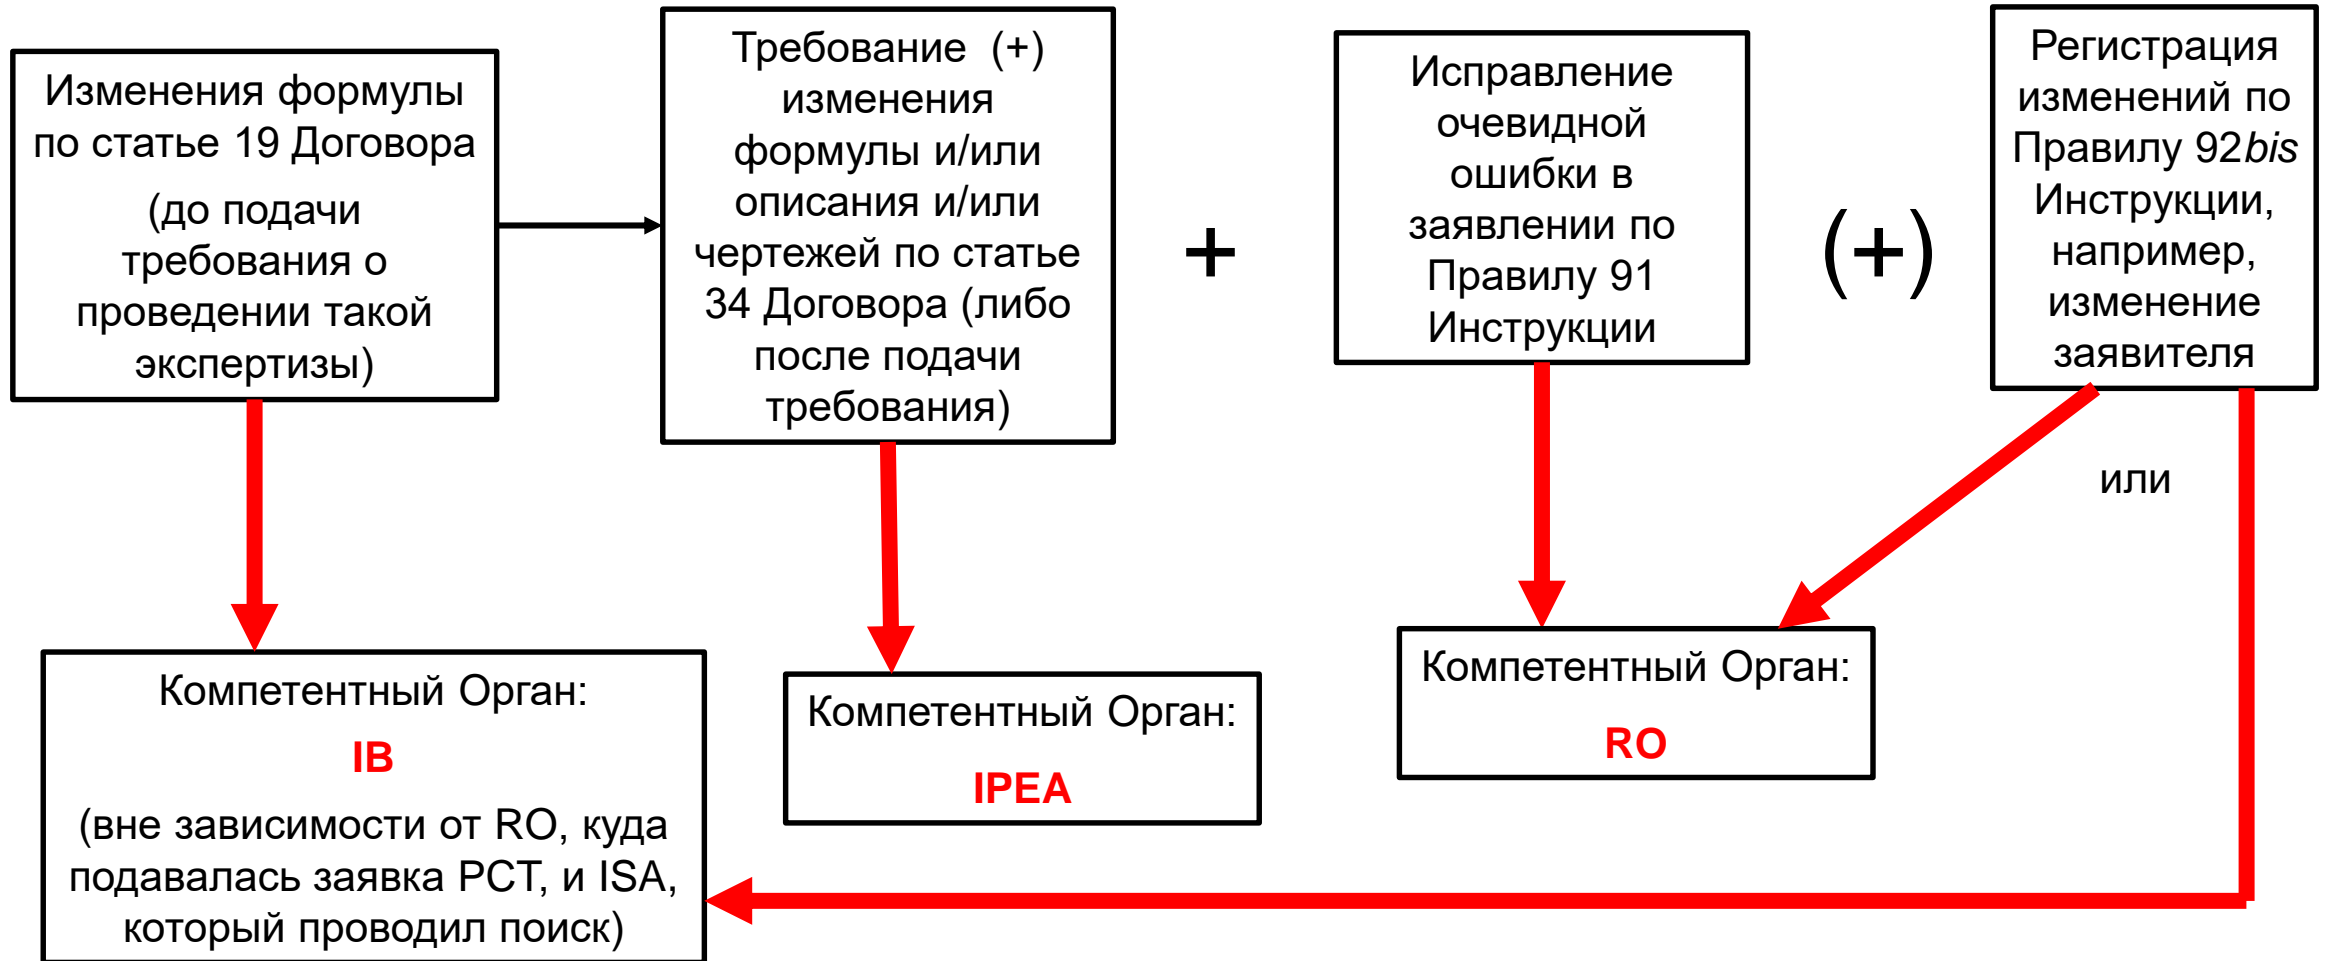 Изменения формулы
по статье 19 Договора
(до подачи
требования о
проведении такой
экспертизы)
Требование (+)
изменения
формулы и/или
описания и/или
чертежей по статье
34 Договора (либо
после подачи
требования)
+
Исправление
очевидной
ошибки в
заявлении по
Правилу 91
Инструкции
(+)
Регистрация
изменений по
Правилу 92bis
Инструкции,
например,
изменение
заявителя
или
Компетентный Орган:
IB
(вне зависимости от RO, куда
подавалась заявка PCT, и ISA,
который проводил поиск)
Компетентный Орган:
IPEA
Компетентный Орган:
RO